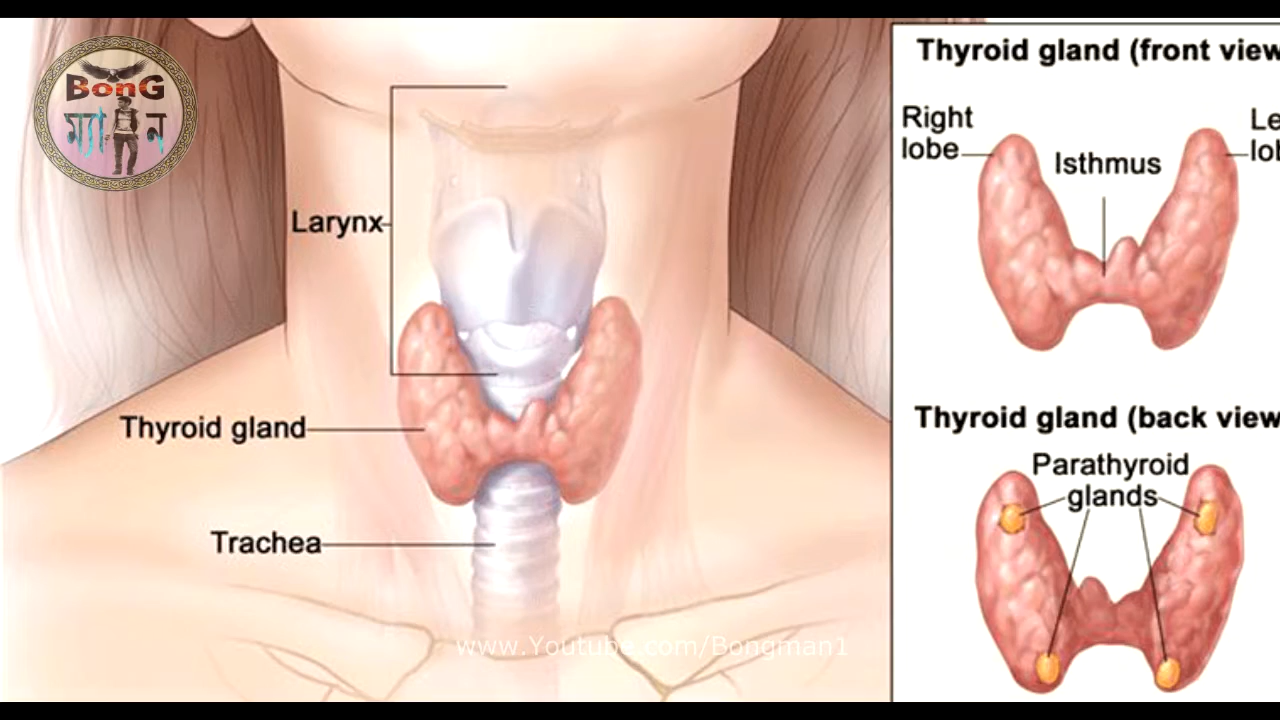 BonG
ম্যান
Larynx
Thyroid gland
Trachea
www.Youtube.com/Bongman1
Thyroid gland (front view
Right
lobe
Isthmus
Le
lob
Thyroid gland (back view
Parathyroid
glands